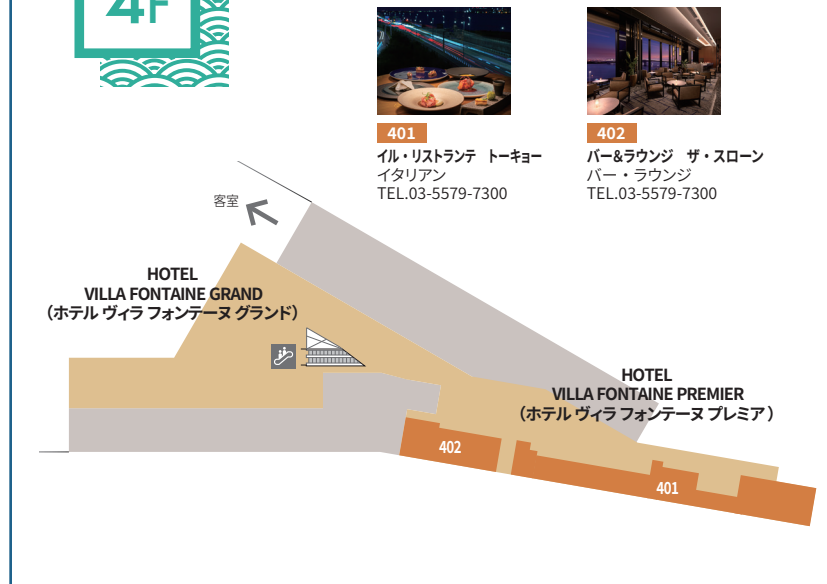 4F
401
イル・リストランテ トーキョー
イタリアン
TEL.03-5579-7300
402
バー&ラウンジ ザ・スローン
バー・ラウンジ
TEL.03-5579-7300
客室
HOTEL
VILLA FONTAINE GRAND
（ホテル ヴィラ フォンテーヌ グランド）
HOTEL
VILLA FONTAINE PREMIER
（ホテル ヴィラ フォンテーヌ プレミア）
402
401